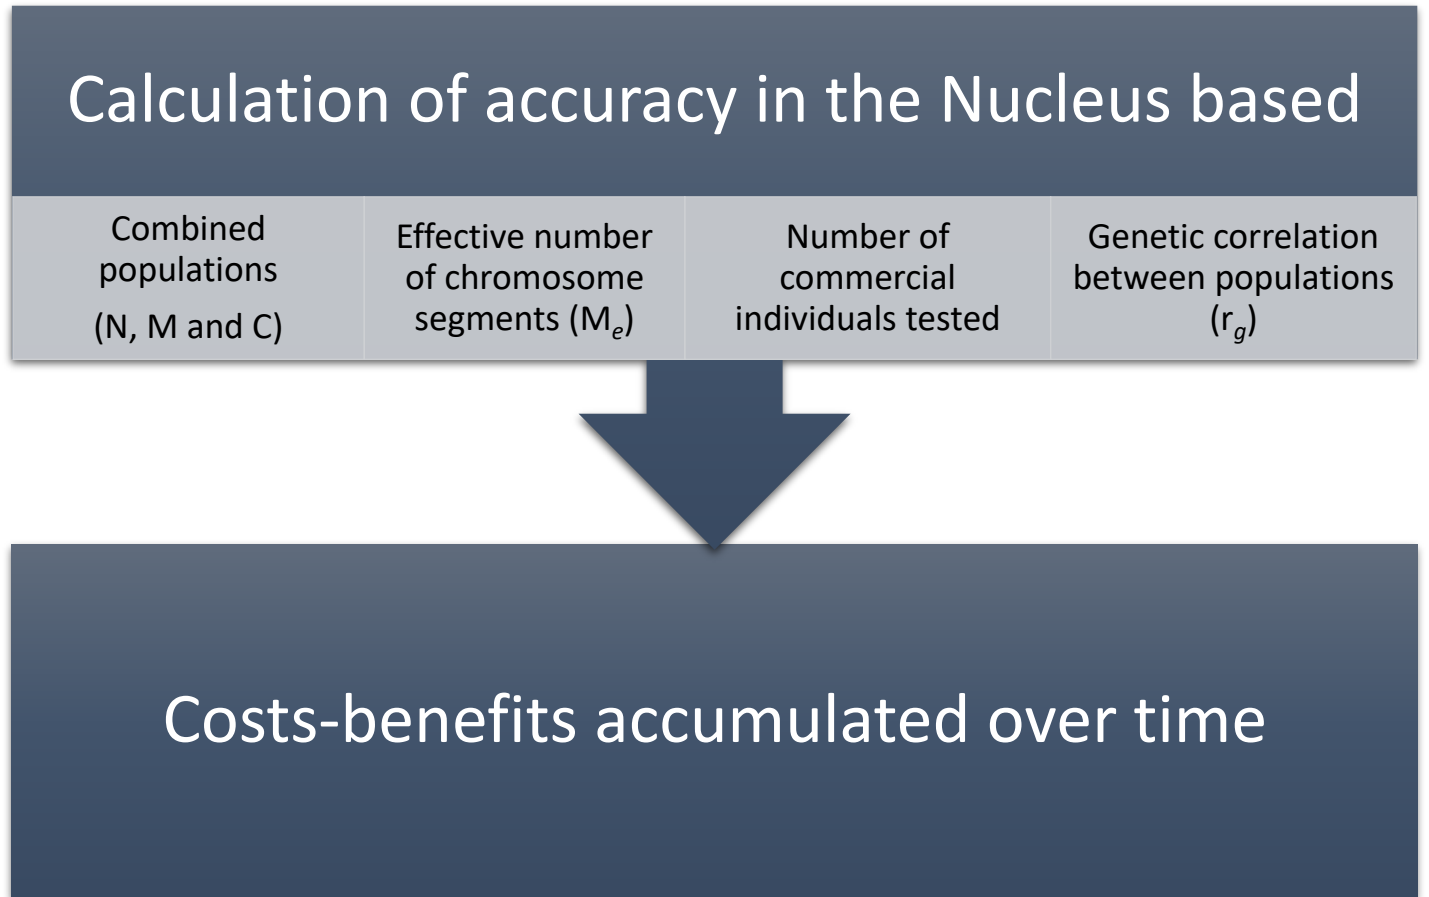 Calculation of accuracy in the Nucleus based
Combined
populations
(N, M and C)
Effective number
of chromosome
segments (Me)
Number of
commercial
individuals tested
Genetic correlation
between populations
(rg)
Costs-benefits accumulated over time